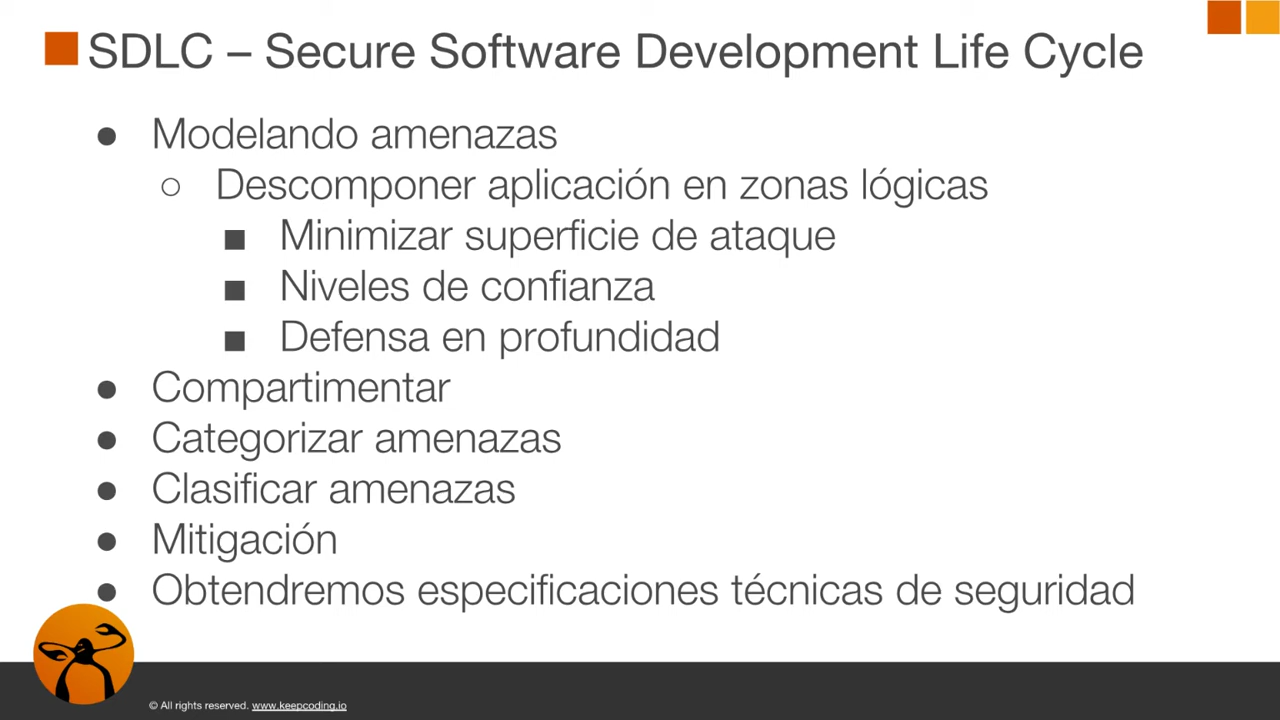 SDLC – Secure Software Development Life Cycle
● Modelando amenazas
○ Descomponer aplicación en zonas lógicas
■ Minimizar superficie de ataque
■ Niveles de confianza
■ Defensa en profundidad
● Compartimentar
● Categorizar amenazas
● Clasificar amenazas
● Mitigación
● Obtendremos especificaciones técnicas de seguridad
© All rights reserved. www.keepcoding.io